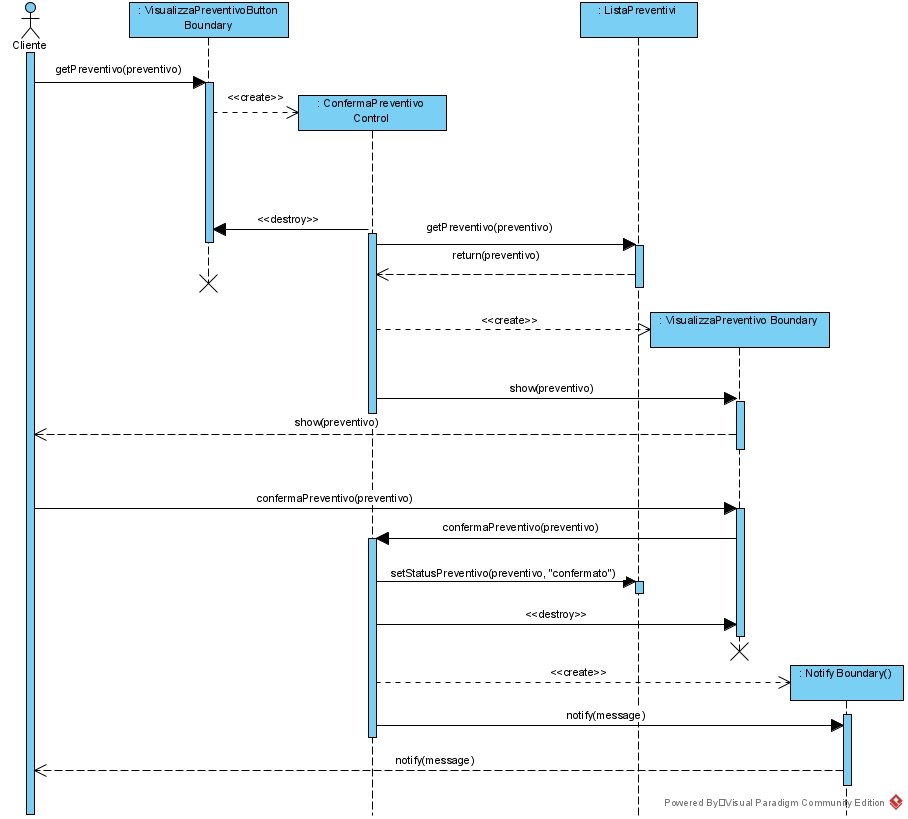 : VisualizzaPreventivoButton
Boundary
: ListaPreventivi
Cliente
getPreventivo(preventivo)
<<create>>
: ConfermaPreventivo
Control
<<destroy>>
getPreventivo(preventivo)
return(preventivo)
<<create>>
: VisualizzaPreventivo Boundary
show(preventivo)
show(preventivo)
confermaPreventivo(preventivo)
confermaPreventivo(preventivo)
setStatusPreventivo(preventivo, "confermato")
<<destroy>>
<<create>>
: Notify Boundary()
notify(message)
notify(message)
Powered By□Visual Paradigm Community Edition